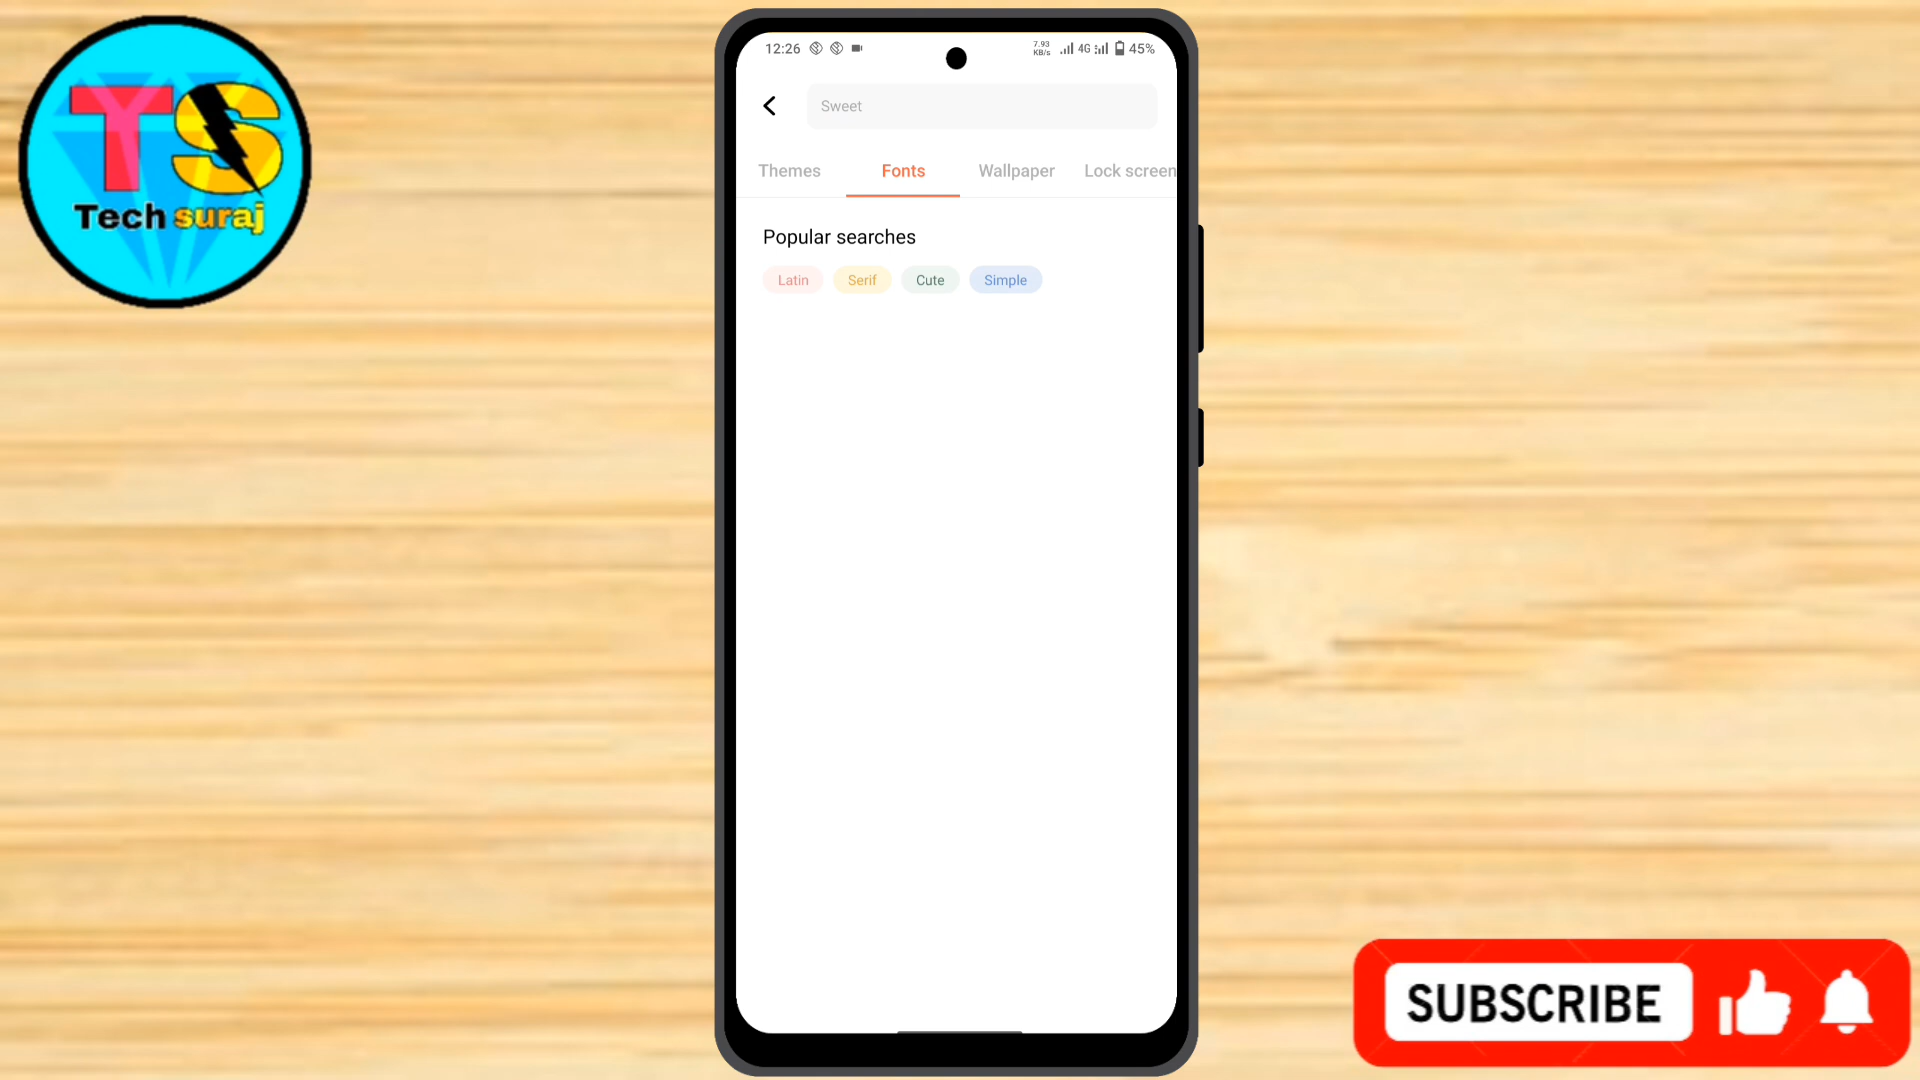 TS
Tech suraj
12:26
7.93 KB/s 4G 45%
Sweet
Themes Fonts Wallpaper Lock screen
Popular searches
Latin Serif Cute Simple
SUBSCRIBE